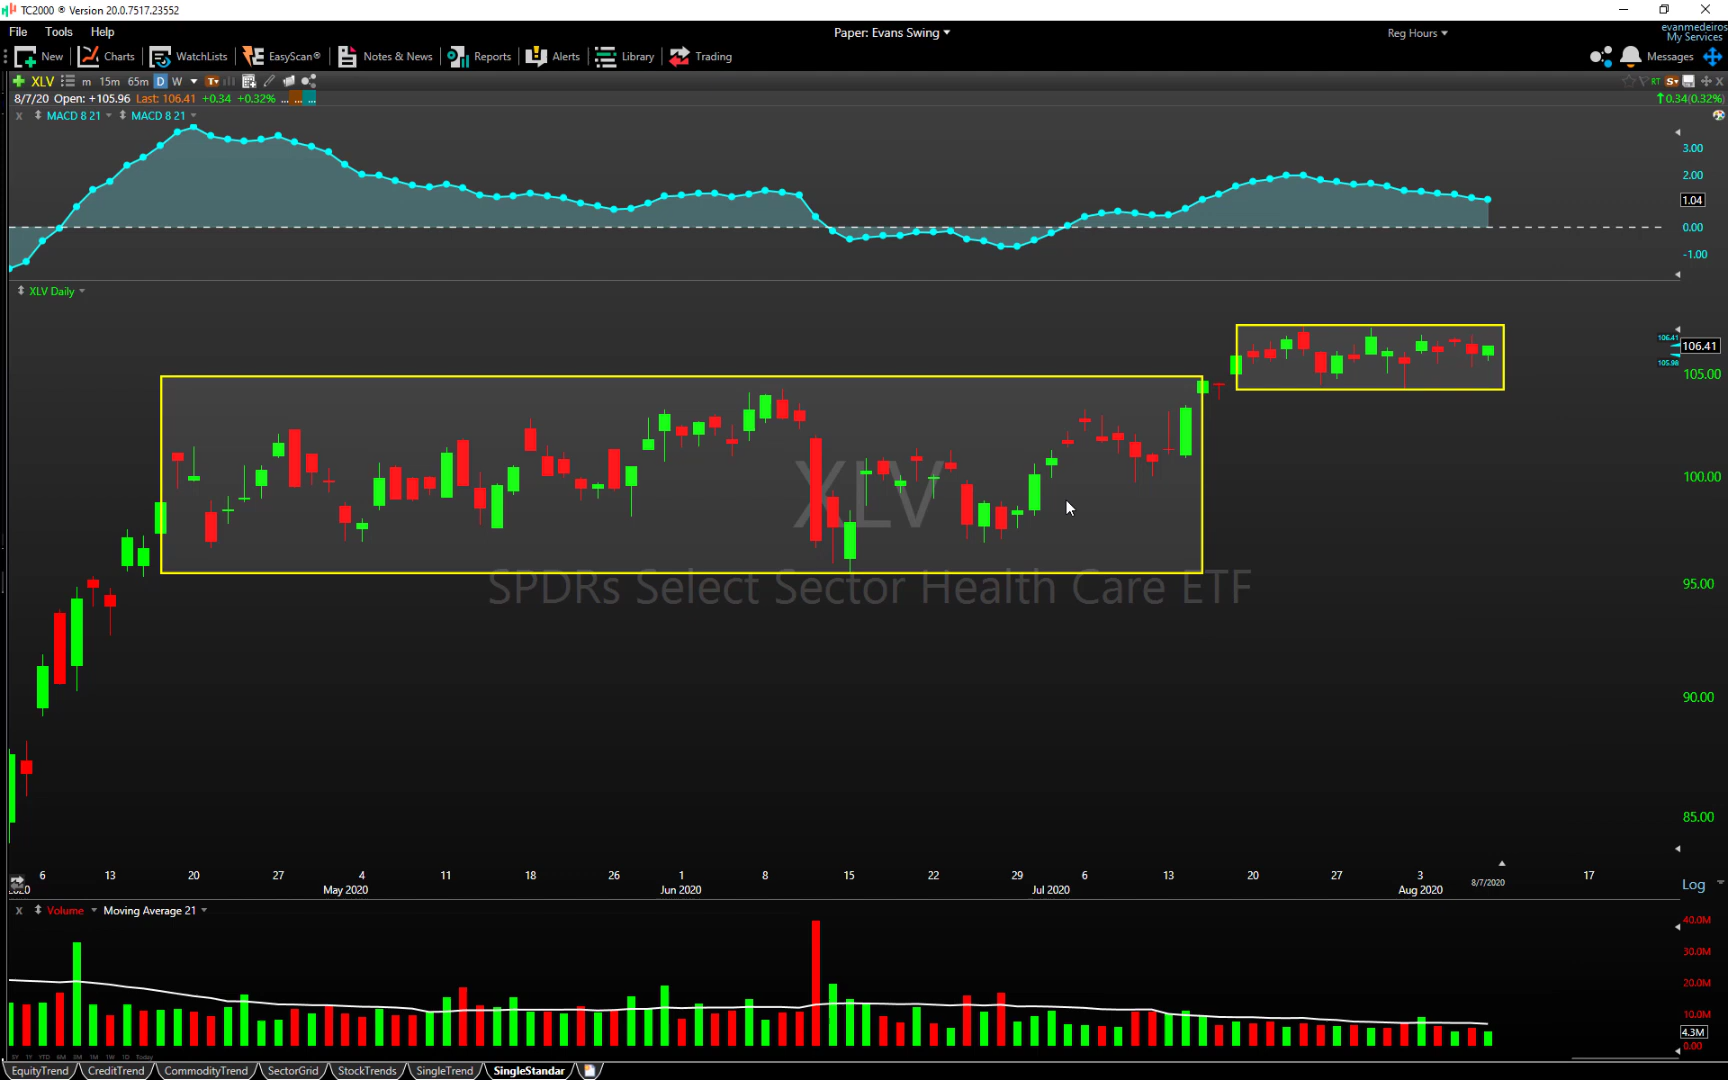 TC2000 ® Version 20.0.7517.23552
File Tools Help
Paper: Evans Swing
Reg Hours
evanmedeiros
My Services
New Charts WatchLists EasyScan® Notes & News Reports Alerts Library Trading
Messages
XLV m 15m 65m D W
RT
8/7/20 Open: +105.96 Last: 106.41 +0.34 +0.32% ... ... ...
0.34(0.32%)
X MACD 8 21 MACD 8 21
3.00
2.00
1.04
0.00
-1.00
XLV Daily
106.41
106.41
105.96
105.00
XLV
100.00
SPDRs Select Sector Health Care ETF
95.00
90.00
85.00
6 13 20 27 4 11 18 26 1 8 15 22 29 6 13 20 27 3 8/7/2020 17
May 2020 Jun 2020 Jul 2020 Aug 2020
Log
X Volume Moving Average 21
40.0M
30.0M
20.0M
10.0M
4.3M
0.00
EquityTrend CreditTrend CommodityTrend SectorGrid StockTrends SingleTrend SingleStandar